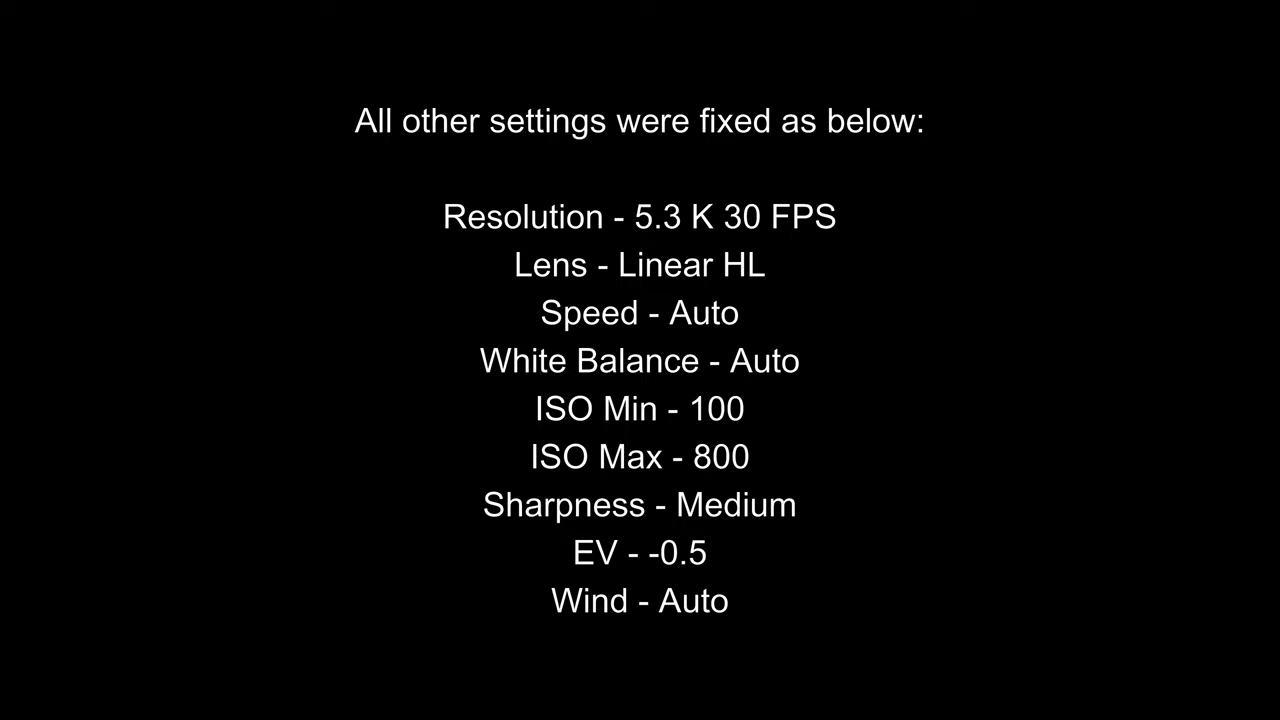 All other settings were fixed as below:
Resolution - 5.3 K 30 FPS
Lens - Linear HL
Speed - Auto
White Balance - Auto
ISO Min - 100
ISO Max - 800
Sharpness - Medium
EV - -0.5
Wind - Auto